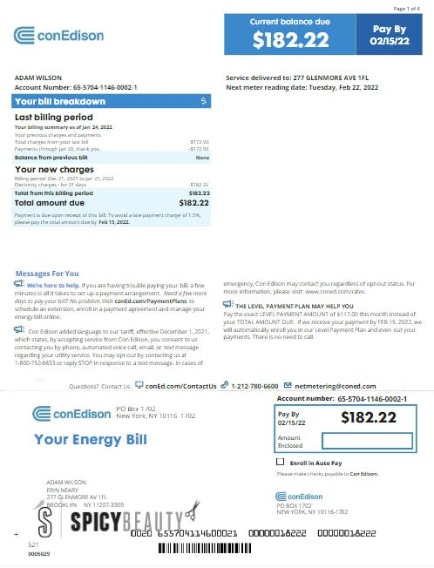 Page 1 of 4
conEdison
Current balance due
$182.22
Pay By
02/15/22
ADAM WILSON
Account Number: 65-5704-1146-0002-1
Service delivered to: 277 GLENMORE AVE 1FL
Next meter reading date: Tuesday, Feb 22, 2022
Your bill breakdown $
Last billing period
Your billing summary as of Jan 24, 2022
Your previous charges and payments
Total charges from your last bill $172.93
Payments through Jan 20, thank you -$172.93
Balance from previous bill None
Your new charges
Billing period: Dec 21, 2021 to Jan 21, 2022
Electricity charges - for 31 days $182.22
Total from this billing period $182.22
Total amount due $182.22
Payment is due upon receipt of this bill. To avoid a late payment charge of 1.5%,
please pay the total amount due by Feb 15, 2022.
Messages For You
We're here to help. If you are having trouble paying your bill, a few
minutes is all it takes to set up a payment arrangement. Need a few more
days to pay your bill? No problem. Visit conEd.com/PaymentPlans to
schedule an extension, enroll in a payment agreement and manage your
energy bill online.
Con Edison added language to our tariff, effective December 1, 2021,
which states, by accepting service from Con Edison, you consent to us
contacting you by phone, automated voice call, email, or text message
regarding your utility service. You may opt-out by contacting us at
1-800-752-6633 or reply STOP in response to a text message. In cases of
emergency, Con Edison may contact you regardless of opt-out status. For
more information, please visit: www.coned.com/rates.
THE LEVEL PAYMENT PLAN MAY HELP YOU
Pay the exact LEVEL PAYMENT AMOUNT of $117.00 this month instead of
your TOTAL AMOUNT DUE. If we receive your payment by FEB 15, 2022, we
will automatically enroll you in our Level Payment Plan and even out your
payments. There is no need to call.
Questions? Contact Us conEd.com/ContactUs 1-212-780-6600 netmetering@coned.com
conEdison
PO Box 1702
New York, NY 10116-1702
Your Energy Bill
Account number: 65-5704-1146-0002-1
Pay By
02/15/22
$182.22
Amount
Enclosed
Enroll In Auto Pay
Please make checks payable to Con Edison.
ADAM WILSON
ERIN NEARY
277 GLENMORE AV 1FL
BROOKLYN NY 11207-3309
conEdison
PO BOX 1702
NEW YORK, NY 10116-1702
SPICYBEAUTY
0020 655704114600021 00000018222 00000018222
521
0005029